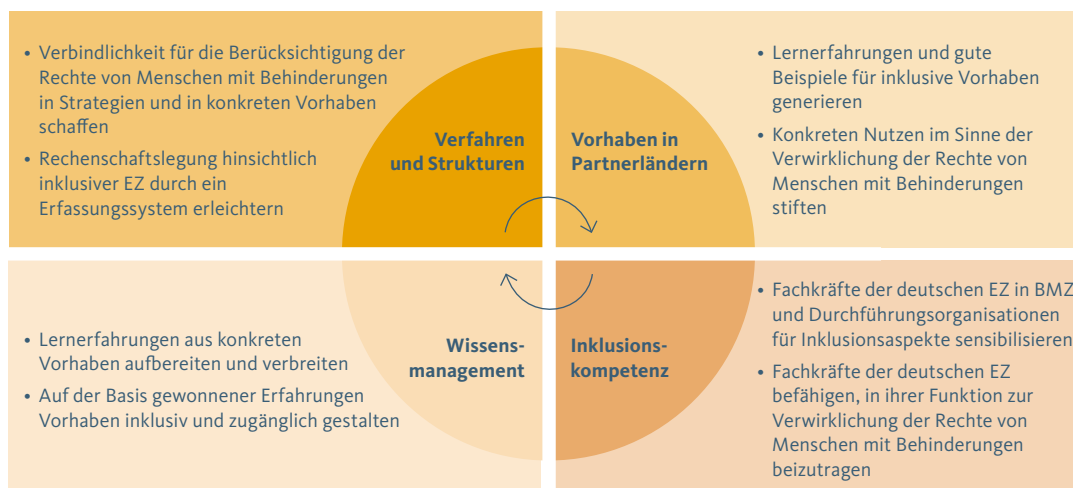 • Verbindlichkeit für die Berücksichtigung der
Rechte von Menschen mit Behinderungen
in Strategien und in konkreten Vorhaben
schaffen
• Rechenschaftslegung hinsichtlich
inklusiver EZ durch ein
Erfassungssystem erleichtern
Verfahren
und Strukturen
Vorhaben in
Partnerländern
• Lernerfahrungen und gute
Beispiele für inklusive Vorhaben
generieren
• Konkreten Nutzen im Sinne der
Verwirklichung der Rechte von
Menschen mit Behinderungen
stiften
• Lernerfahrungen aus konkreten
Vorhaben aufbereiten und verbreiten
• Auf der Basis gewonnener Erfahrungen
Vorhaben inklusiv und zugänglich gestalten
Wissens-
management
Inklusions-
kompetenz
• Fachkräfte der deutschen EZ in BMZ
und Durchführungsorganisationen
für Inklusionsaspekte sensibilisieren
• Fachkräfte der deutschen EZ
befähigen, in ihrer Funktion zur
Verwirklichung der Rechte von
Menschen mit Behinderungen
beizutragen